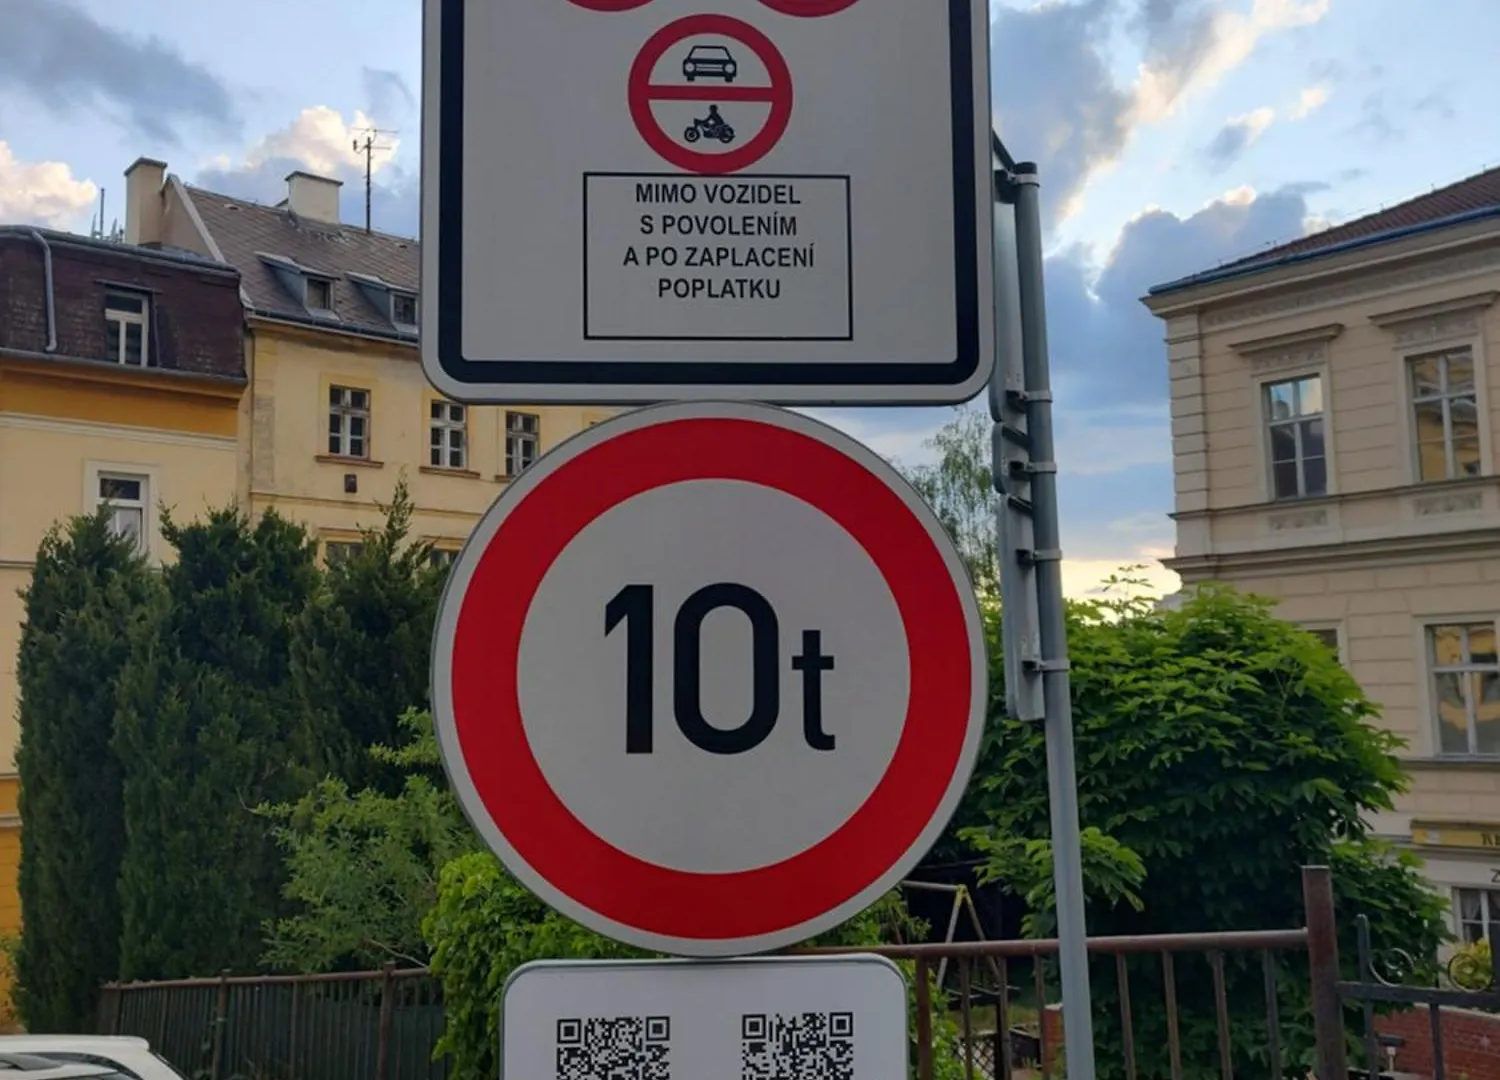 MIMO VOZIDEL
S POVOLENÍM
A PO ZAPLACENÍ
POPLATKU
10t